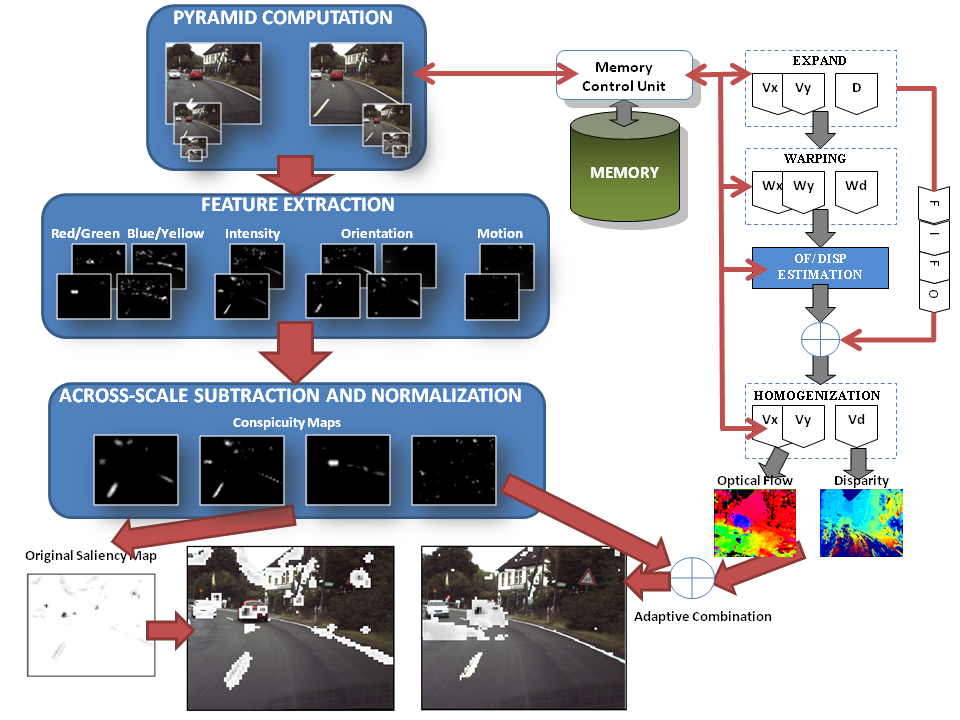 PYRAMID COMPUTATION
Memory
Control Unit
MEMORY
EXPAND
Vx Vy D
WARPING
Wx Wy Wd
OF/DISP
ESTIMATION
F
I
F
O
HOMOGENIZATION
Vx Vy Vd
Optical Flow Disparity
FEATURE EXTRACTION
Red/Green Blue/Yellow Intensity Orientation Motion
ACROSS-SCALE SUBTRACTION AND NORMALIZATION
Conspicuity Maps
Original Saliency Map
Adaptive Combination